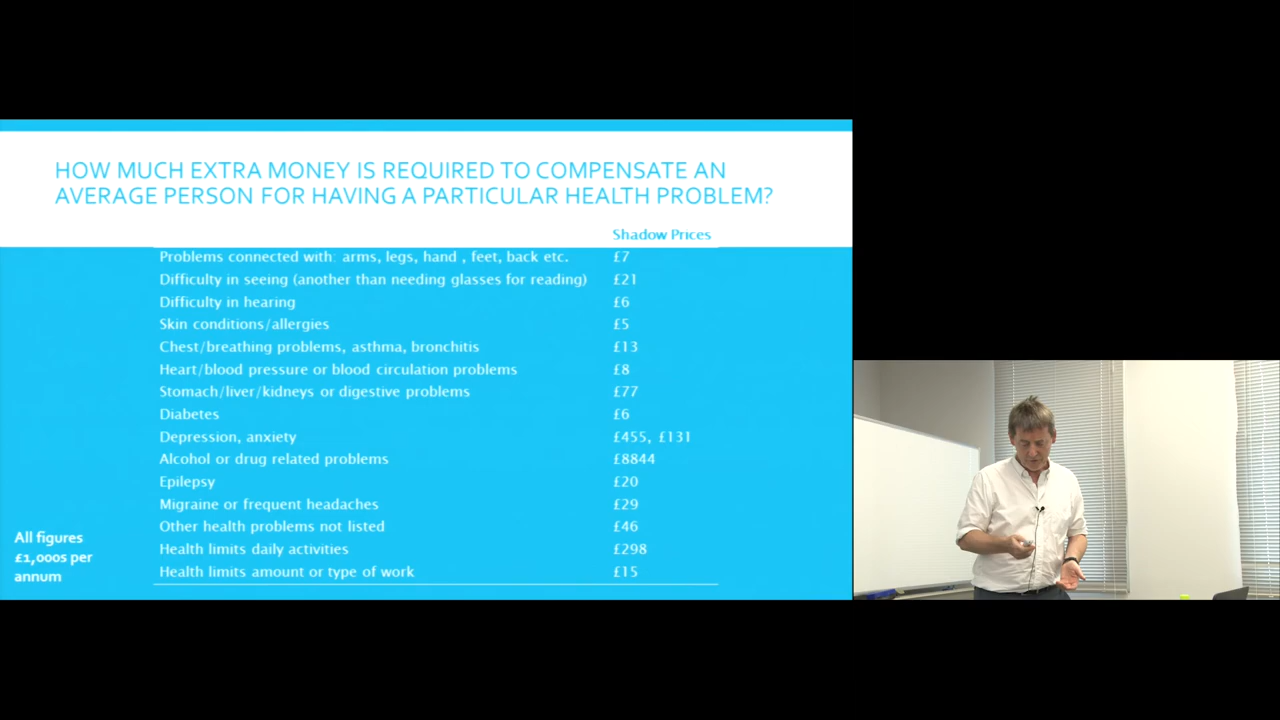 HOW MUCH EXTRA MONEY IS REQUIRED TO COMPENSATE AN
AVERAGE PERSON FOR HAVING A PARTICULAR HEALTH PROBLEM?
Shadow Prices
Problems connected with: arms, legs, hand , feet, back etc. £7
Difficulty in seeing (another than needing glasses for reading) £21
Difficulty in hearing £6
Skin conditions/allergies £5
Chest/breathing problems, asthma, bronchitis £13
Heart/blood pressure or blood circulation problems £8
Stomach/liver/kidneys or digestive problems £77
Diabetes £6
Depression, anxiety £455, £131
Alcohol or drug related problems £8844
Epilepsy £20
Migraine or frequent headaches £29
Other health problems not listed £46
Health limits daily activities £298
Health limits amount or type of work £15
All figures
£1,000s per
annum